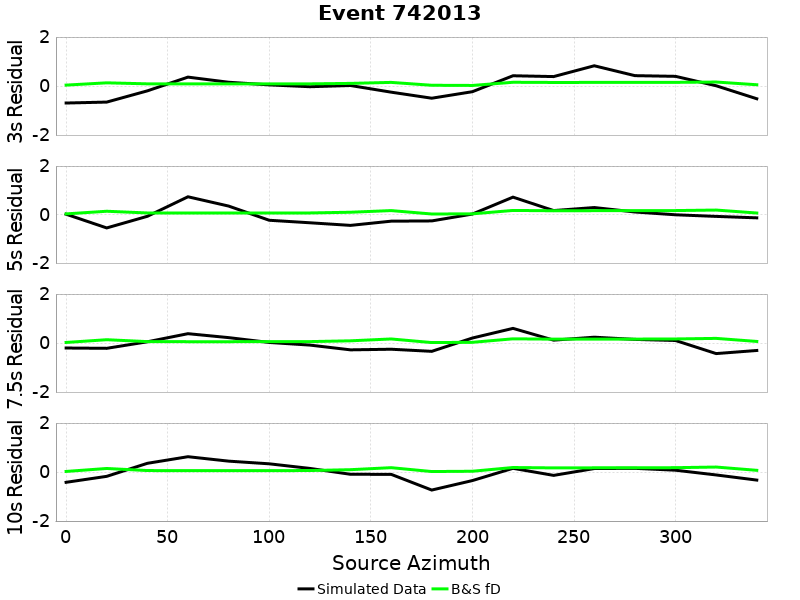 Event 742013
3s Residual
2
0
-2
5s Residual
2
0
-2
7.5s Residual
2
0
-2
10s Residual
2
0
-2
0 50 100 150 200 250 300
Source Azimuth
Simulated Data B&S fD